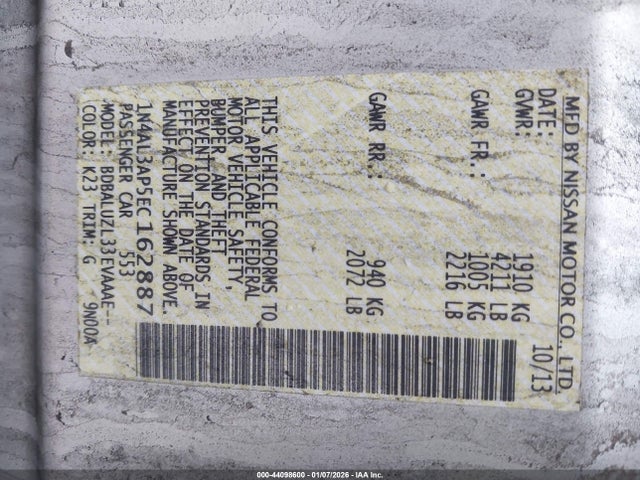 MFD BY NISSAN MOTOR CO., LTD.
DATE: 10/13
GVWR: 1910 KG
4211 LB
GAWR FR.: 1005 KG
2216 LB
GAWR RR.: 940 KG
2072 LB
THIS VEHICLE CONFORMS TO
ALL APPLICABLE FEDERAL
MOTOR VEHICLE SAFETY,
BUMPER, AND THEFT
PREVENTION STANDARDS IN
EFFECT ON THE DATE OF
MANUFACTURE SHOWN ABOVE.
1N4AL3AP5EC162887
PASSENGER CAR 553
MODEL: BDBALUZL33EVAAAF--
(COLOR: K23 TRIM: G 9N00A
000-44098600 - 01/07/2026 - IAA Inc.